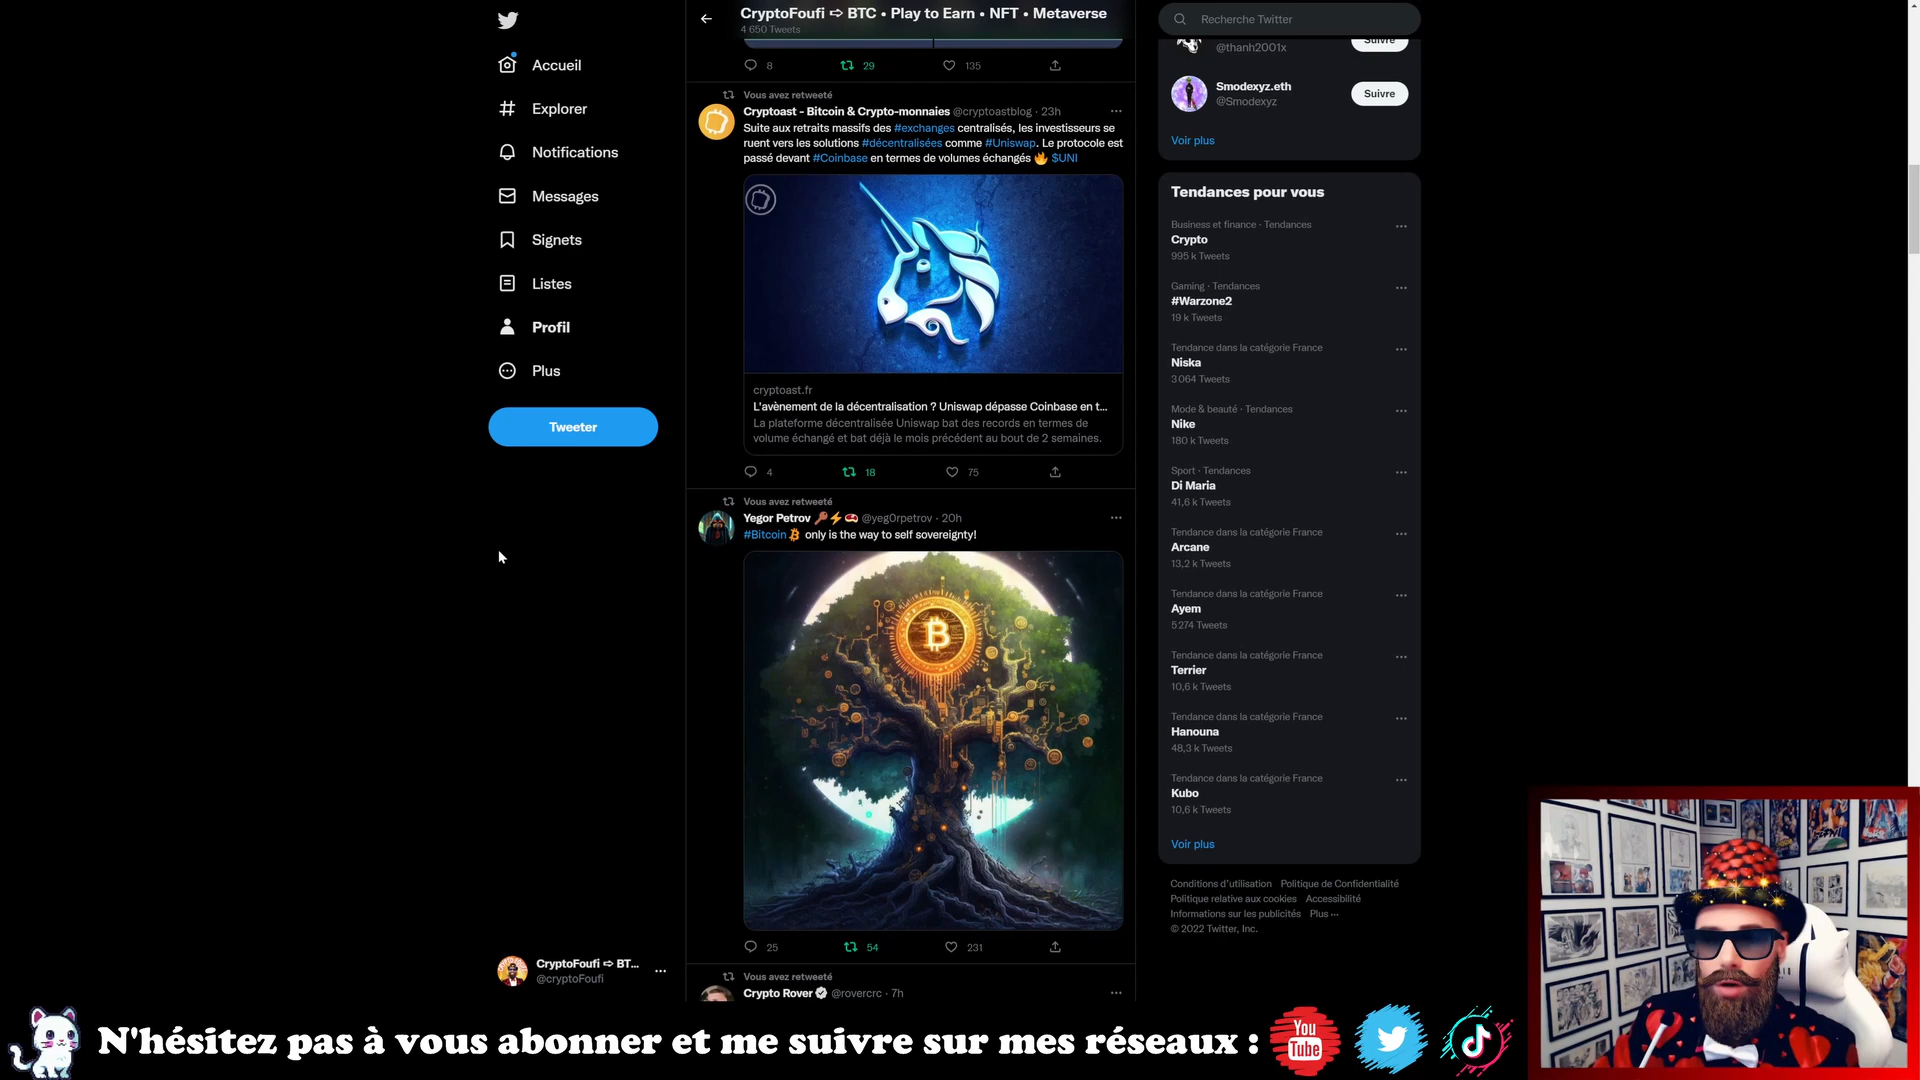 Accueil
Explorer
Notifications
Messages
Signets
Listes
Profil
Plus
Tweeter
CryptoFoufi ➪ BT...
@cryptoFoufi
CryptoFoufi ➪ BTC • Play to Earn • NFT • Metaverse
4 650 Tweets
8 29 135
Vous avez retweeté
Cryptoast - Bitcoin & Crypto-monnaies @cryptoastblog · 23h
Suite aux retraits massifs des #exchanges centralisés, les investisseurs se
ruent vers les solutions #décentralisées comme #Uniswap. Le protocole est
passé devant #Coinbase en termes de volumes échangés 🔥 $UNI
cryptoast.fr
L'avènement de la décentralisation ? Uniswap dépasse Coinbase en t...
La plateforme décentralisée Uniswap bat des records en termes de
volume échangé et bat déjà le mois précédent au bout de 2 semaines.
4 18 75
Vous avez retweeté
Yegor Petrov @yeg0rpetrov · 20h
#Bitcoin only is the way to self sovereignty!
25 54 231
Vous avez retweeté
Crypto Rover @rovercrc · 7h
Recherche Twitter
@thanh2001x
Suivre
Smodexyz.eth
@Smodexyz
Suivre
Voir plus
Tendances pour vous
Business et finance · Tendances
Crypto
995 k Tweets
Gaming · Tendances
#Warzone2
19 k Tweets
Tendance dans la catégorie France
Niska
3 064 Tweets
Mode & beauté · Tendances
Nike
180 k Tweets
Sport · Tendances
Di Maria
41,6 k Tweets
Tendance dans la catégorie France
Arcane
13,2 k Tweets
Tendance dans la catégorie France
Ayem
5 274 Tweets
Tendance dans la catégorie France
Terrier
10,6 k Tweets
Tendance dans la catégorie France
Hanouna
48,3 k Tweets
Tendance dans la catégorie France
Kubo
10,6 k Tweets
Voir plus
Conditions d'utilisation Politique de Confidentialité
Politique relative aux cookies Accessibilité
Informations sur les publicités Plus ···
© 2022 Twitter, Inc.
N'hésitez pas à vous abonner et me suivre sur mes réseaux :
You
Tube